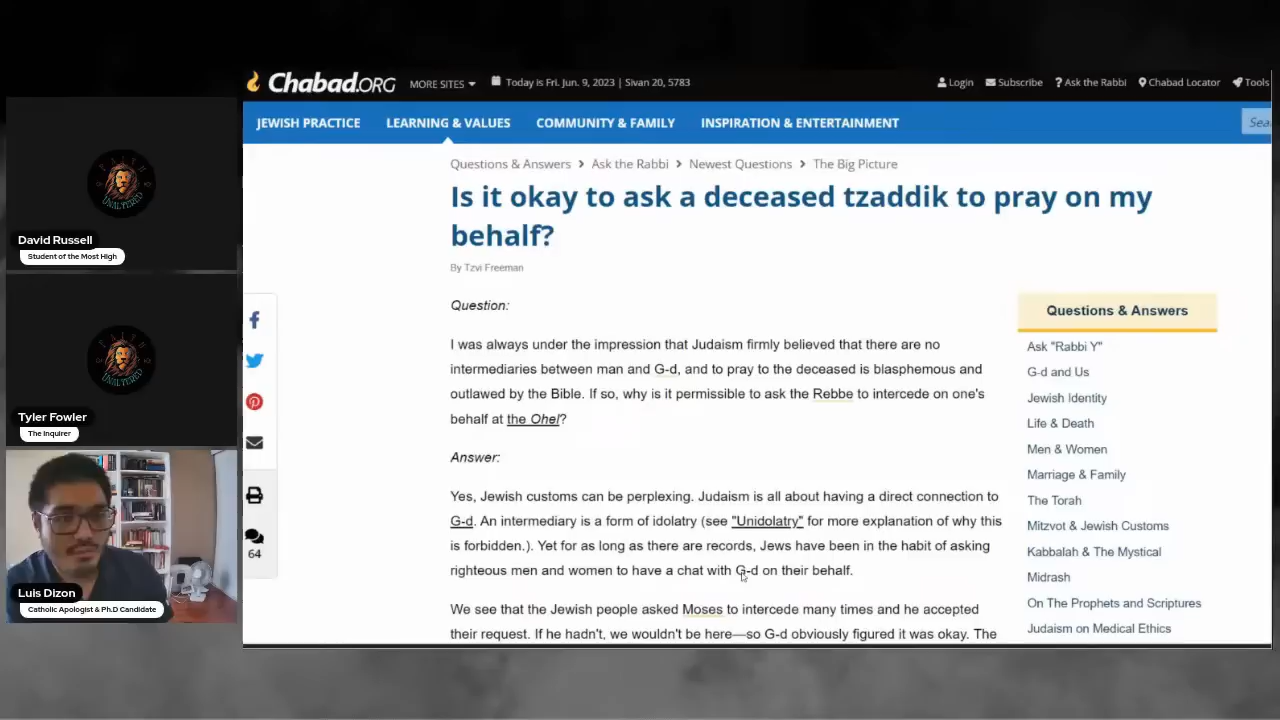 Chabad.ORG
MORE SITES
Today is Fri. Jun. 9, 2023 | Sivan 20, 5783
Login
Subscribe
? Ask the Rabbi
Chabad Locator
Tools
JEWISH PRACTICE
LEARNING & VALUES
COMMUNITY & FAMILY
INSPIRATION & ENTERTAINMENT
Sea
Questions & Answers > Ask the Rabbi > Newest Questions > The Big Picture
Is it okay to ask a deceased tzaddik to pray on my
behalf?
By Tzvi Freeman
Question:
I was always under the impression that Judaism firmly believed that there are no
intermediaries between man and G-d, and to pray to the deceased is blasphemous and
outlawed by the Bible. If so, why is it permissible to ask the Rebbe to intercede on one's
behalf at the Ohel?
Answer:
Yes, Jewish customs can be perplexing. Judaism is all about having a direct connection to
G-d. An intermediary is a form of idolatry (see "Unidolatry" for more explanation of why this
is forbidden.). Yet for as long as there are records, Jews have been in the habit of asking
righteous men and women to have a chat with G-d on their behalf.
We see that the Jewish people asked Moses to intercede many times and he accepted
their request. If he hadn't, we wouldn't be here—so G-d obviously figured it was okay. The
64
Questions & Answers
Ask "Rabbi Y"
G-d and Us
Jewish Identity
Life & Death
Men & Women
Marriage & Family
The Torah
Mitzvot & Jewish Customs
Kabbalah & The Mystical
Midrash
On The Prophets and Scriptures
Judaism on Medical Ethics
UNALTERED
David Russell
Student of the Most High
UNALTERED
Tyler Fowler
The Inquirer
Luis Dizon
Catholic Apologist & Ph.D Candidate